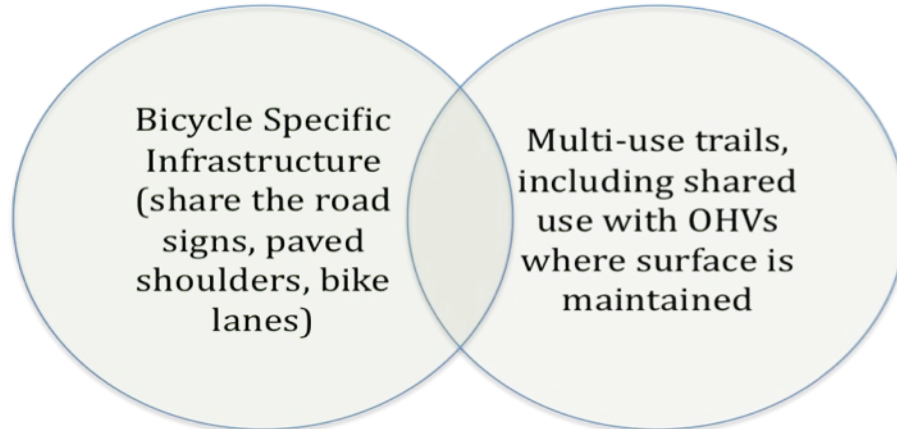 Bicycle Specific
Infrastructure
(share the road
signs, paved
shoulders, bike
lanes)
Multi-use trails,
including shared
use with OHVs
where surface is
maintained